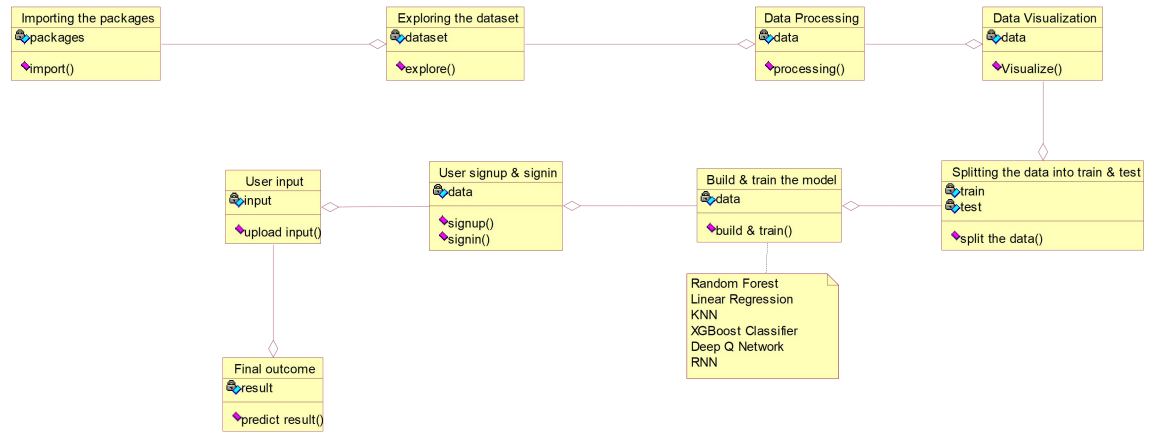 Importing the packages
packages
import()
Exploring the dataset
dataset
explore()
Data Processing
data
processing()
Data Visualization
data
Visualize()
Splitting the data into train & test
train
test
split the data()
Build & train the model
data
build & train()
Random Forest
Linear Regression
KNN
XGBoost Classifier
Deep Q Network
RNN
User signup & signin
data
signup()
signin()
User input
input
upload input()
Final outcome
result
predict result()